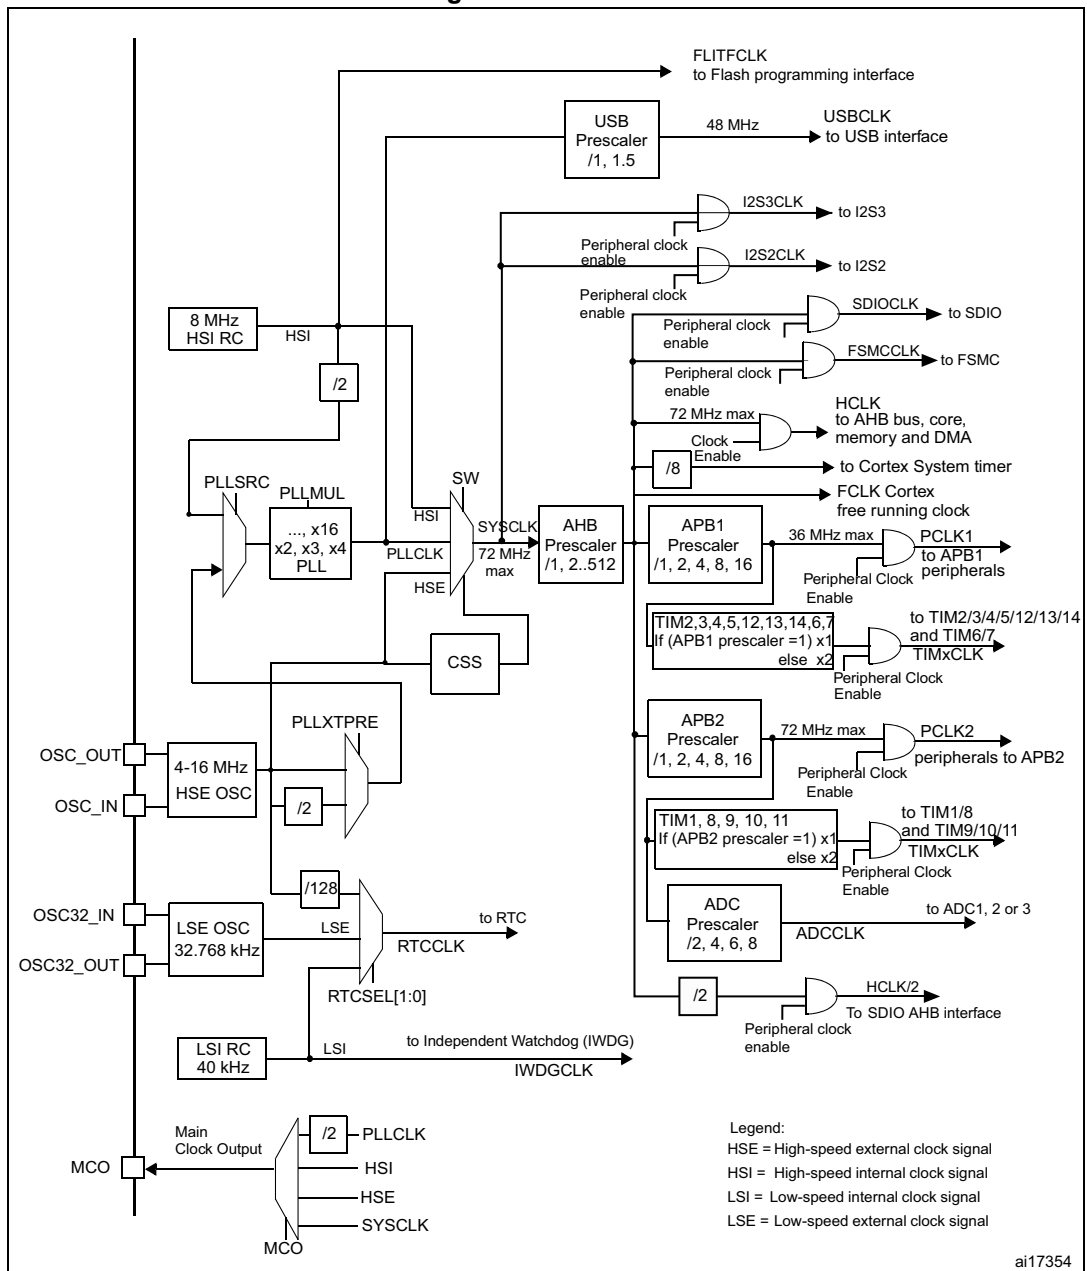 FLITFCLK
to Flash programming interface
USB
Prescaler
/1, 1.5
48 MHz
USBCLK
to USB interface
I2S3CLK
to I2S3
Peripheral clock
enable
I2S2CLK
to I2S2
Peripheral clock
enable
SDIOCLK
to SDIO
Peripheral clock
enable
FSMCCLK
to FSMC
Peripheral clock
enable
8 MHz
HSI RC
HSI
/2
72 MHz max
Clock
Enable
HCLK
to AHB bus, core,
memory and DMA
/8
to Cortex System timer
FCLK Cortex
free running clock
PLLSRC
PLLMUL
..., x16
x2, x3, x4
PLL
SW
HSI
PLLCLK
HSE
SYSCLK
72 MHz
max
AHB
Prescaler
/1, 2..512
APB1
Prescaler
/1, 2, 4, 8, 16
36 MHz max
PCLK1
to APB1
peripherals
Peripheral Clock
Enable
TIM2,3,4,5,12,13,14,6,7
If (APB1 prescaler =1) x1
else x2
to TIM2/3/4/5/12/13/14
and TIM6/7
TIMxCLK
Peripheral Clock
Enable
CSS
PLLXTPRE
OSC_OUT
OSC_IN
4-16 MHz
HSE OSC
/2
APB2
Prescaler
/1, 2, 4, 8, 16
72 MHz max
PCLK2
peripherals to APB2
Peripheral Clock
Enable
TIM1, 8, 9, 10, 11
If (APB2 prescaler =1) x1
else x2
to TIM1/8
and TIM9/10/11
TIMxCLK
Peripheral Clock
Enable
/128
OSC32_IN
OSC32_OUT
LSE OSC
32.768 kHz
LSE
to RTC
RTCCLK
RTCSEL[1:0]
ADC
Prescaler
/2, 4, 6, 8
to ADC1, 2 or 3
ADCCLK
/2
HCLK/2
To SDIO AHB interface
Peripheral clock
enable
LSI RC
40 kHz
LSI
to Independent Watchdog (IWDG)
IWDGCLK
MCO
Main
Clock Output
/2
PLLCLK
HSI
HSE
SYSCLK
MCO
Legend:
HSE = High-speed external clock signal
HSI = High-speed internal clock signal
LSI = Low-speed internal clock signal
LSE = Low-speed external clock signal
ai17354